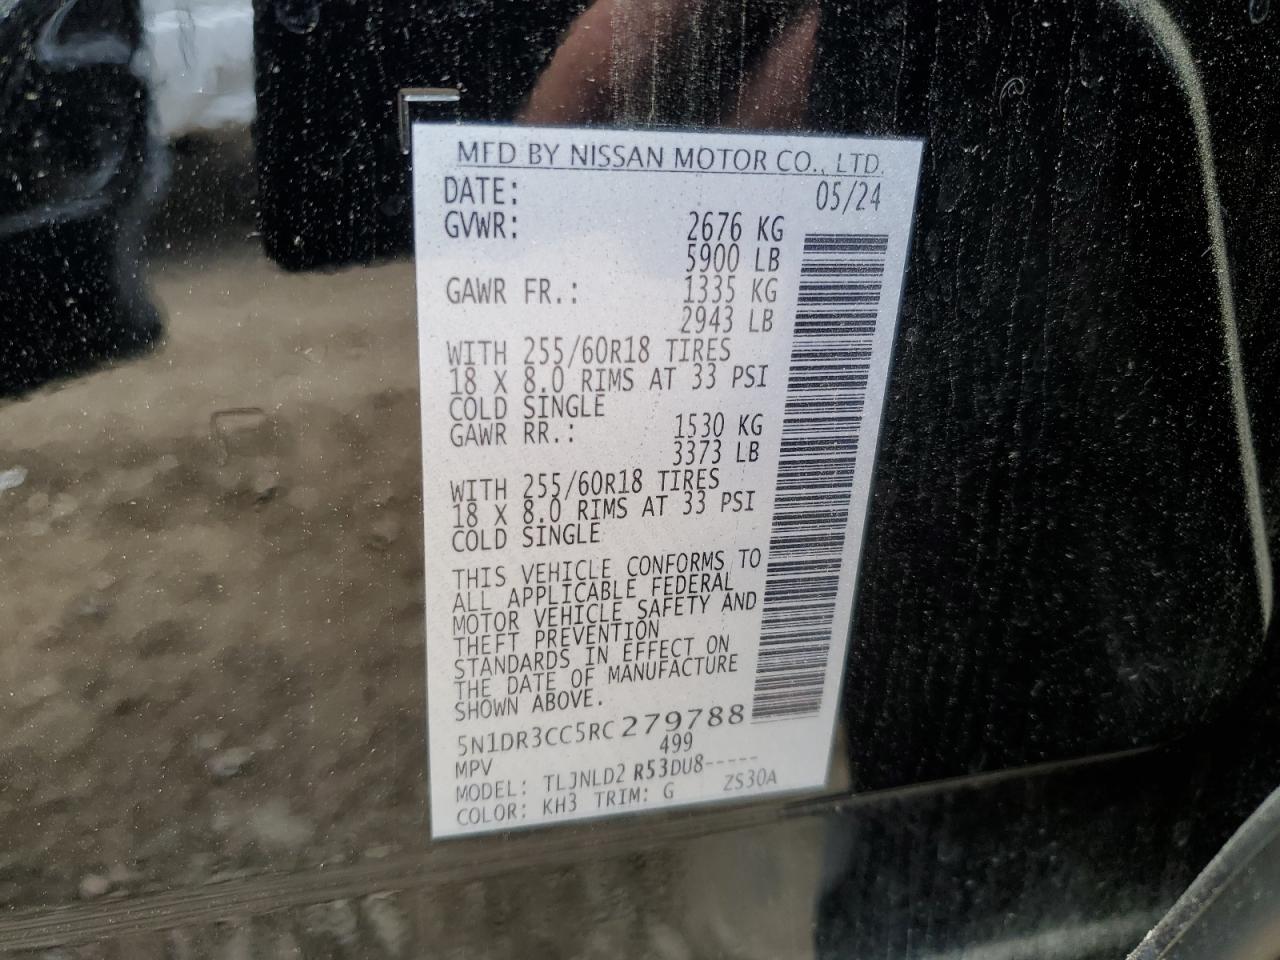 MFD BY NISSAN MOTOR CO., LTD.
DATE: 05/24
GVWR: 2676 KG
5900 LB
GAWR FR.: 1335 KG
2943 LB
WITH 255/60R18 TIRES
18 X 8.0 RIMS AT 33 PSI
COLD SINGLE
GAWR RR.: 1530 KG
3373 LB
WITH 255/60R18 TIRES
18 X 8.0 RIMS AT 33 PSI
COLD SINGLE
THIS VEHICLE CONFORMS TO
ALL APPLICABLE FEDERAL
MOTOR VEHICLE SAFETY AND
THEFT PREVENTION
STANDARDS IN EFFECT ON
THE DATE OF MANUFACTURE
SHOWN ABOVE.
5N1DR3CC5RC279788
MPV 499
MODEL: TLJNLD2 R53DU8-----
COLOR: KH3 TRIM: G ZS30A